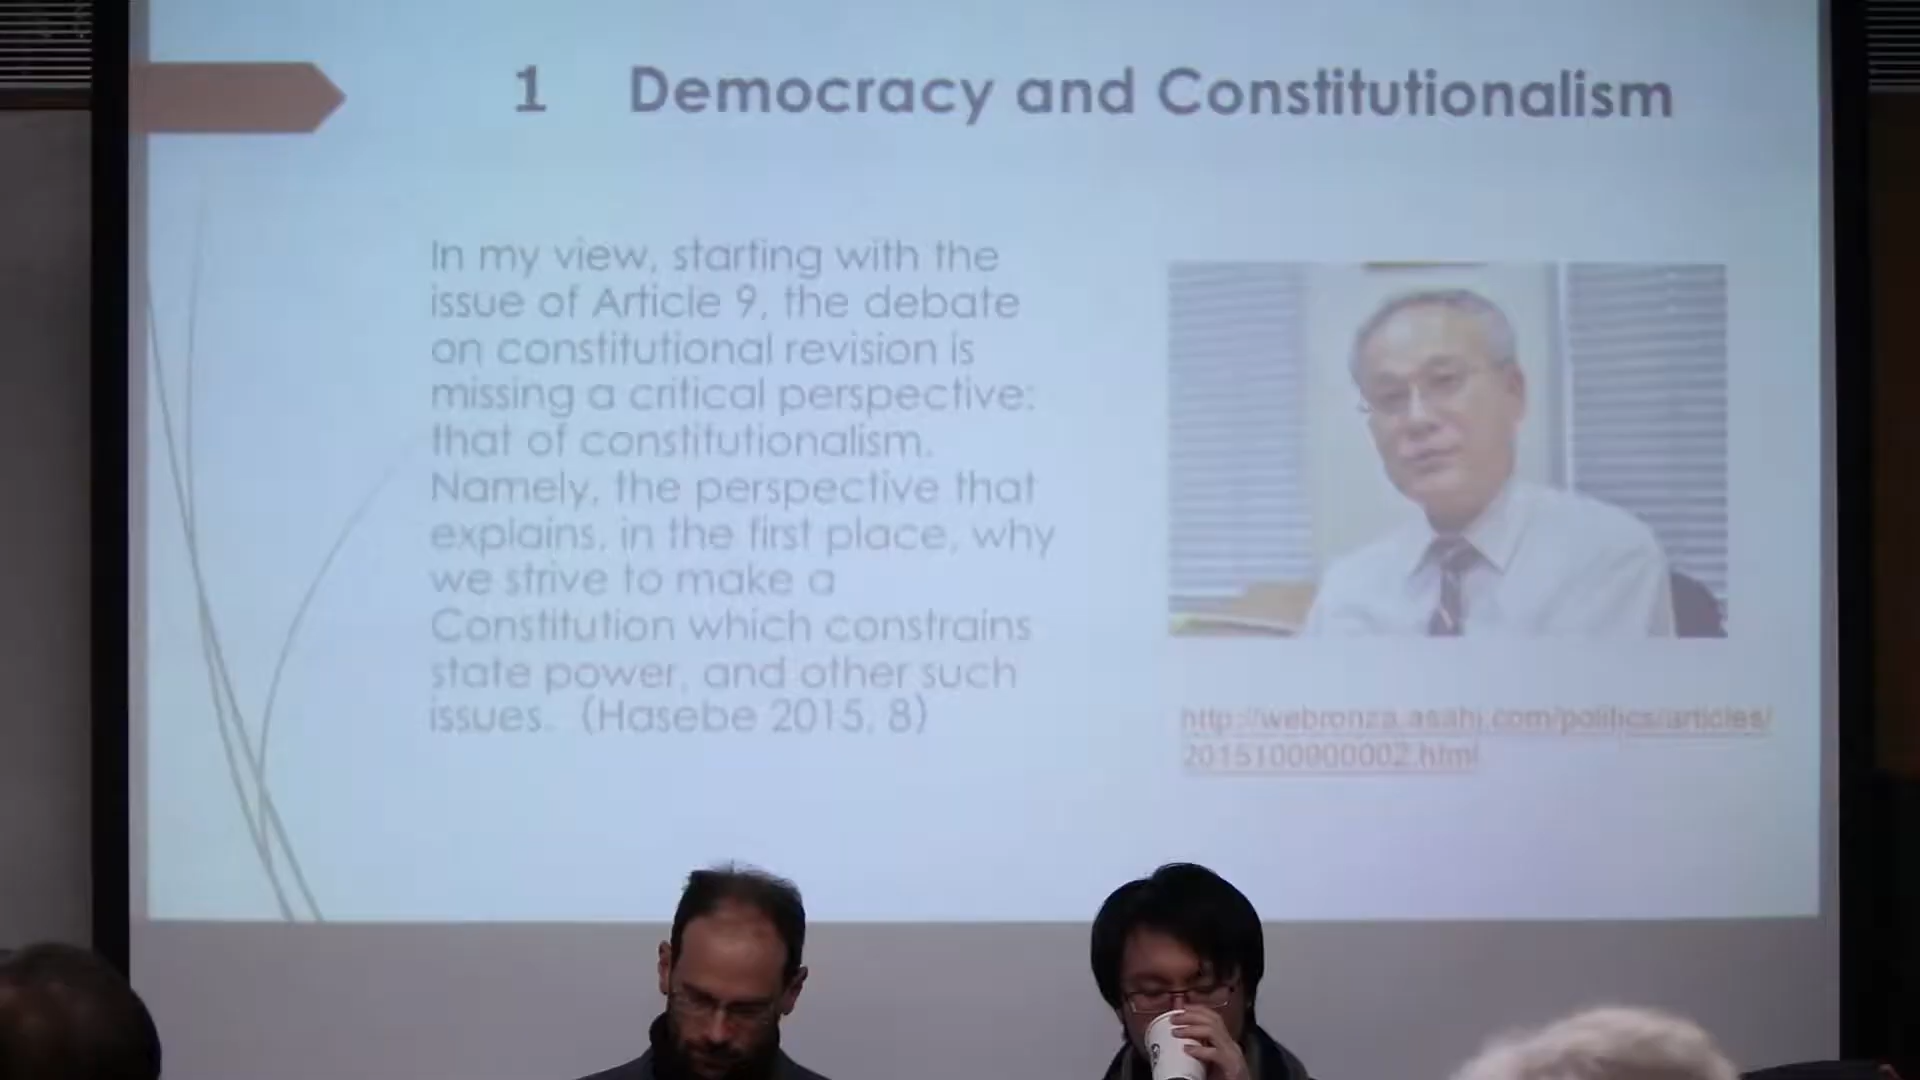 1 Democracy and Constitutionalism
In my view, starting with the
issue of Article 9, the debate
on constitutional revision is
missing a critical perspective:
that of constitutionalism.
Namely, the perspective that
explains, in the first place, why
we strive to make a
Constitution which constrains
state power, and other such
issues. (Hasebe 2015, 8)
http://webronza.asahi.com/politics/articles/
2015100900002.html